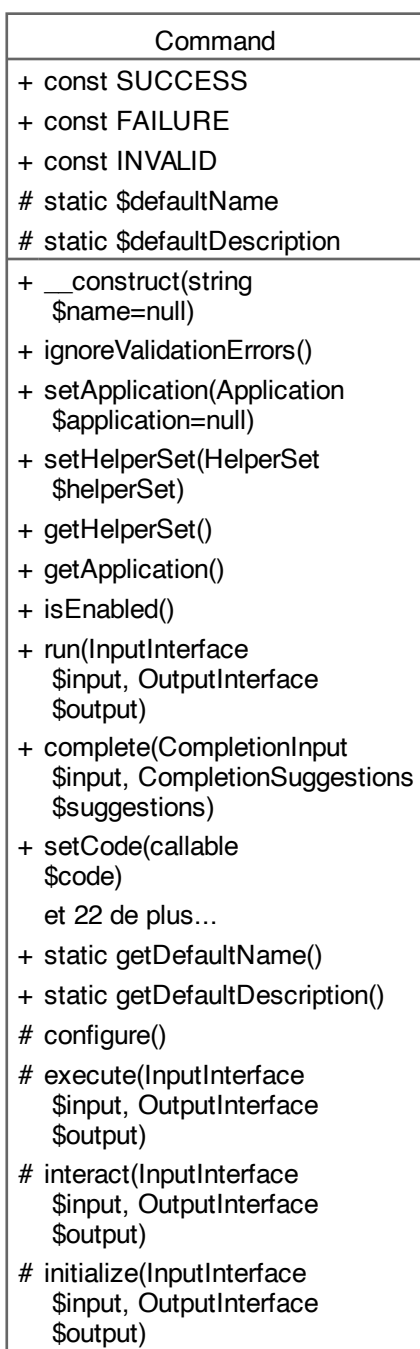 Command
+ const SUCCESS
+ const FAILURE
+ const INVALID
# static $defaultName
# static $defaultDescription
+ __construct(string
$name=null)
+ ignoreValidationErrors()
+ setApplication(Application
$application=null)
+ setHelperSet(HelperSet
$helperSet)
+ getHelperSet()
+ getApplication()
+ isEnabled()
+ run(InputInterface
$input, OutputInterface
$output)
+ complete(CompletionInput
$input, CompletionSuggestions
$suggestions)
+ setCode(callable
$code)
et 22 de plus...
+ static getDefaultName()
+ static getDefaultDescription()
# configure()
# execute(InputInterface
$input, OutputInterface
$output)
# interact(InputInterface
$input, OutputInterface
$output)
# initialize(InputInterface
$input, OutputInterface
$output)